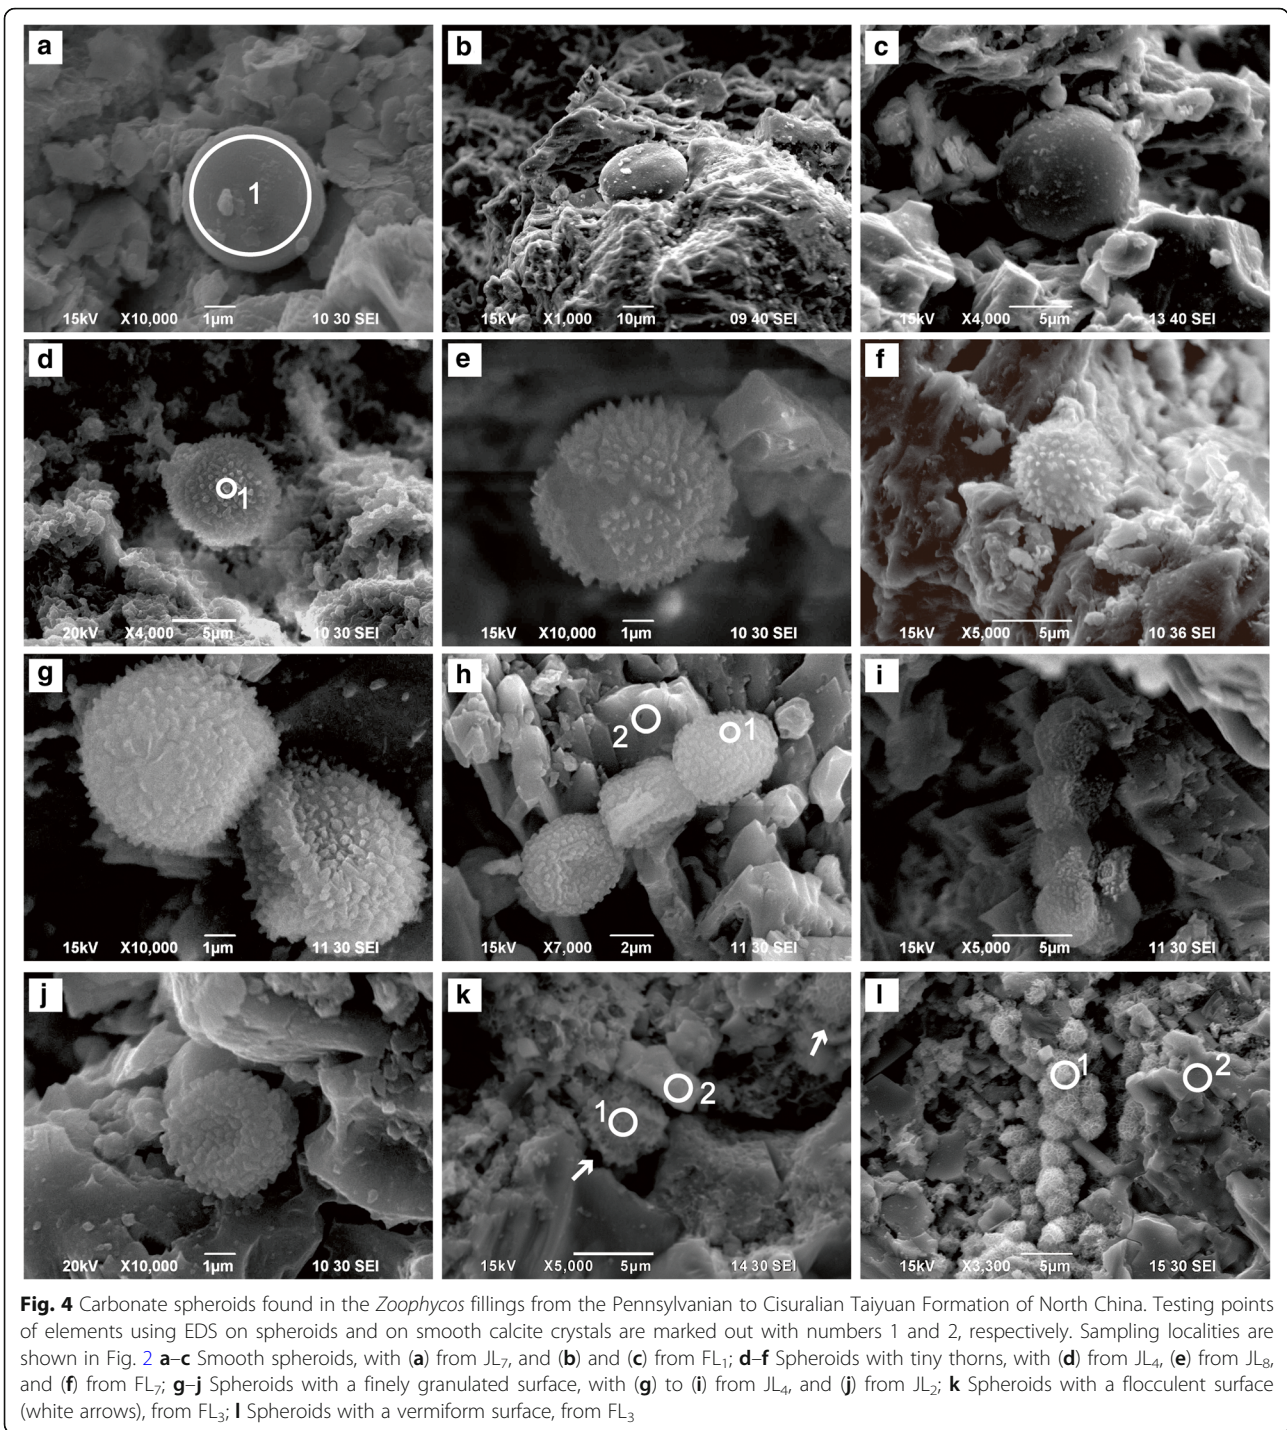 a
15kV X10,000 1µm 10 30 SEI
1
b
15kV X1,000 10µm 09 40 SEI
c
15kV X4,000 5µm 13 40 SEI
d
1
20kV X4,000 5µm 10 30 SEI
e
15kV X10,000 1µm 10 30 SEI
f
15kV X5,000 5µm 10 36 SEI
g
15kV X10,000 1µm 11 30 SEI
h
2 1
15kV X7,000 2µm 11 30 SEI
i
15kV X5,000 5µm 11 30 SEI
j
20kV X10,000 1µm 10 30 SEI
k
1 2
15kV X5,000 5µm 14 30 SEI
l
1 2
15kV X3,300 5µm 15 30 SEI
Fig. 4 Carbonate spheroids found in the Zoophycos fillings from the Pennsylvanian to Cisuralian Taiyuan Formation of North China. Testing points
of elements using EDS on spheroids and on smooth calcite crystals are marked out with numbers 1 and 2, respectively. Sampling localities are
shown in Fig. 2 a–c Smooth spheroids, with (a) from JL₇, and (b) and (c) from FL₁; d–f Spheroids with tiny thorns, with (d) from JL₄, (e) from JL₈,
and (f) from FL₇; g–j Spheroids with a finely granulated surface, with (g) to (i) from JL₄, and (j) from JL₂; k Spheroids with a flocculent surface
(white arrows), from FL₃; l Spheroids with a vermiform surface, from FL₃